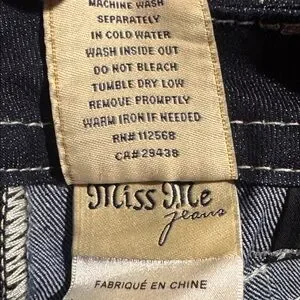 MACHINE WASH
SEPARATELY
IN COLD WATER
WASH INSIDE OUT
DO NOT BLEACH
TUMBLE DRY LOW
REMOVE PROMPTLY
WARM IRON IF NEEDED
RN# 112568
CA# 29438
Miss Me
jeans
FABRIQUÉ EN CHINE